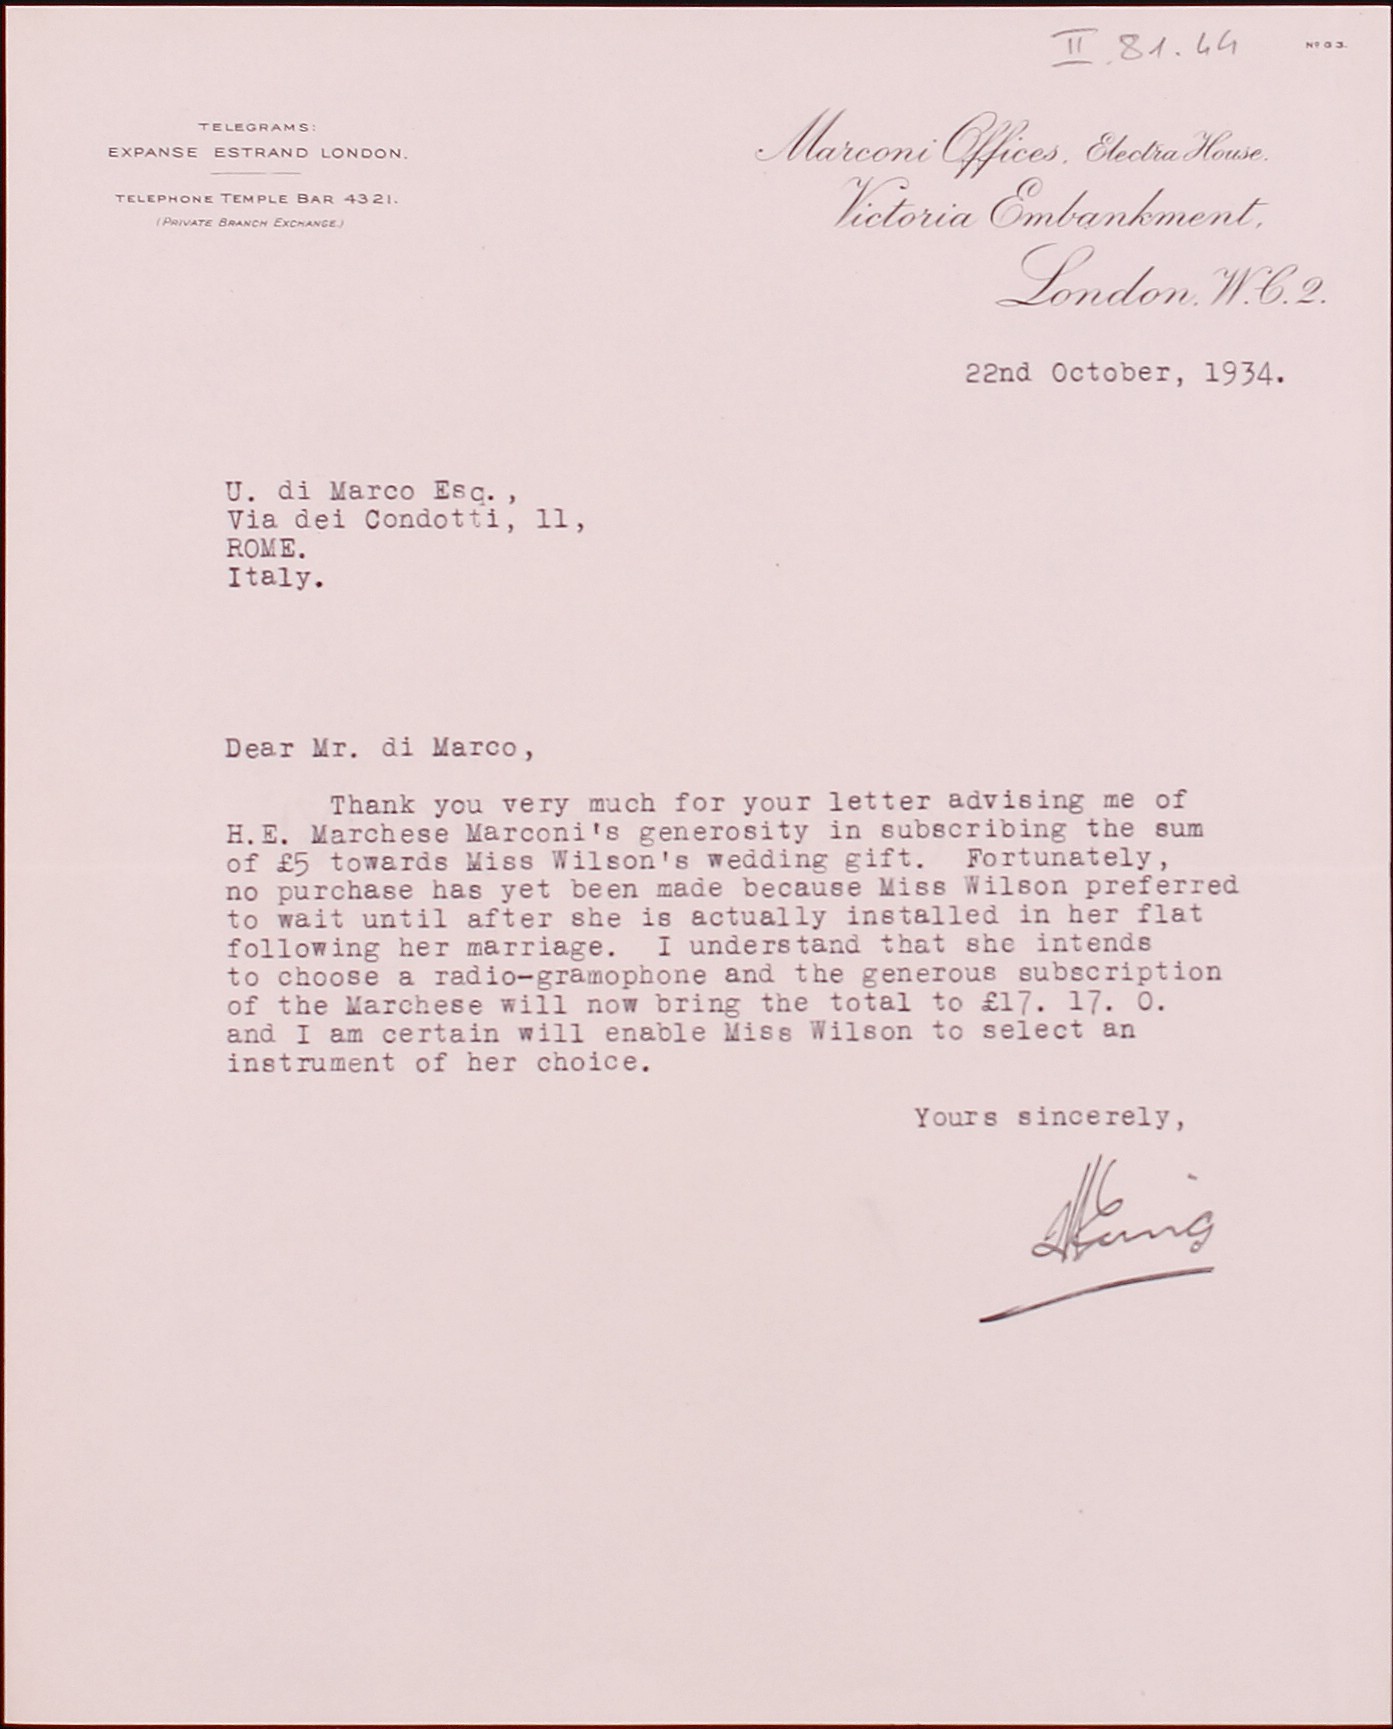 II.81.44
Nº G 3.
TELEGRAMS:
EXPANSE ESTRAND LONDON.
TELEPHONE TEMPLE BAR 4321.
(PRIVATE BRANCH EXCHANGE.)
Marconi Offices, Electra House.
Victoria Embankment,
London. W.C.2.
22nd October, 1934.
U. di Marco Esq.,
Via dei Condotti, 11,
ROME.
Italy.
Dear Mr. di Marco,
Thank you very much for your letter advising me of
H.E. Marchese Marconi's generosity in subscribing the sum
of £5 towards Miss Wilson's wedding gift. Fortunately,
no purchase has yet been made because Miss Wilson preferred
to wait until after she is actually installed in her flat
following her marriage. I understand that she intends
to choose a radio-gramophone and the generous subscription
of the Marchese will now bring the total to £17. 17. 0.
and I am certain will enable Miss Wilson to select an
instrument of her choice.
Yours sincerely,